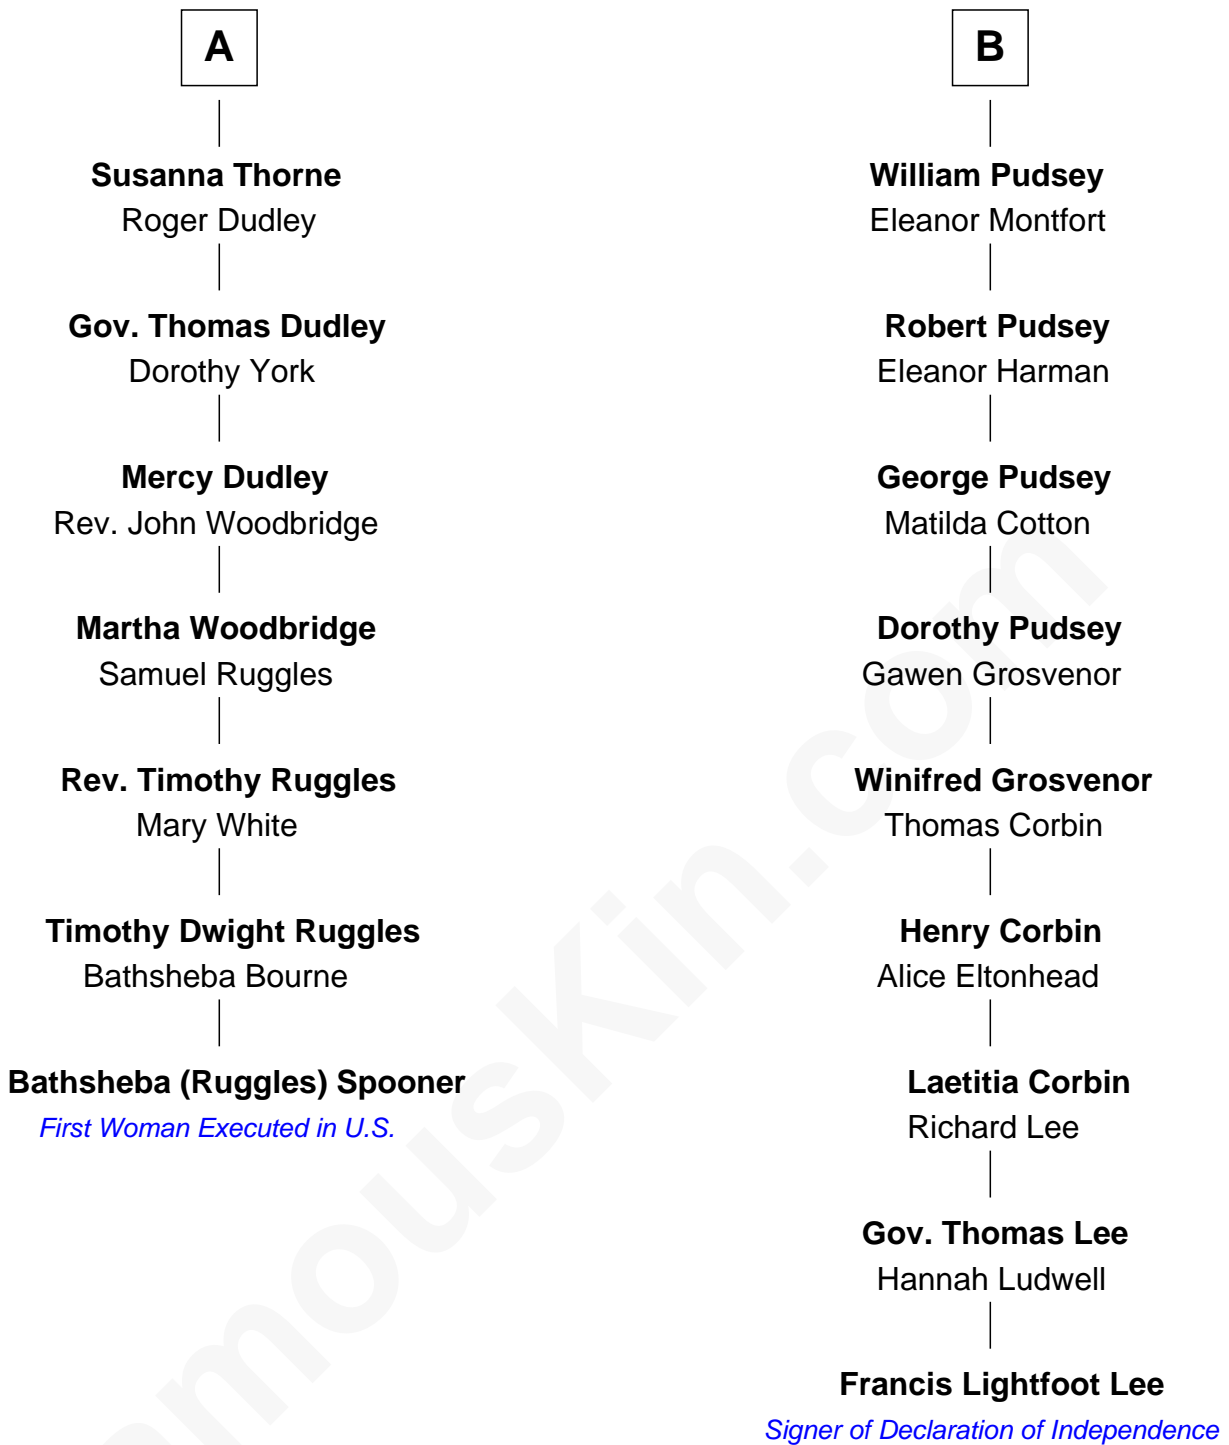 A
Susanna Thorne
Roger Dudley
Gov. Thomas Dudley
Dorothy York
Mercy Dudley
Rev. John Woodbridge
Martha Woodbridge
Samuel Ruggles
Rev. Timothy Ruggles
Mary White
Timothy Dwight Ruggles
Bathsheba Bourne
Bathsheba (Ruggles) Spooner
First Woman Executed in U.S.
B
William Pudsey
Eleanor Montfort
Robert Pudsey
Eleanor Harman
George Pudsey
Matilda Cotton
Dorothy Pudsey
Gawen Grosvenor
Winifred Grosvenor
Thomas Corbin
Henry Corbin
Alice Eltonhead
Laetitia Corbin
Richard Lee
Gov. Thomas Lee
Hannah Ludwell
Francis Lightfoot Lee
Signer of Declaration of Independence
amouskin.com